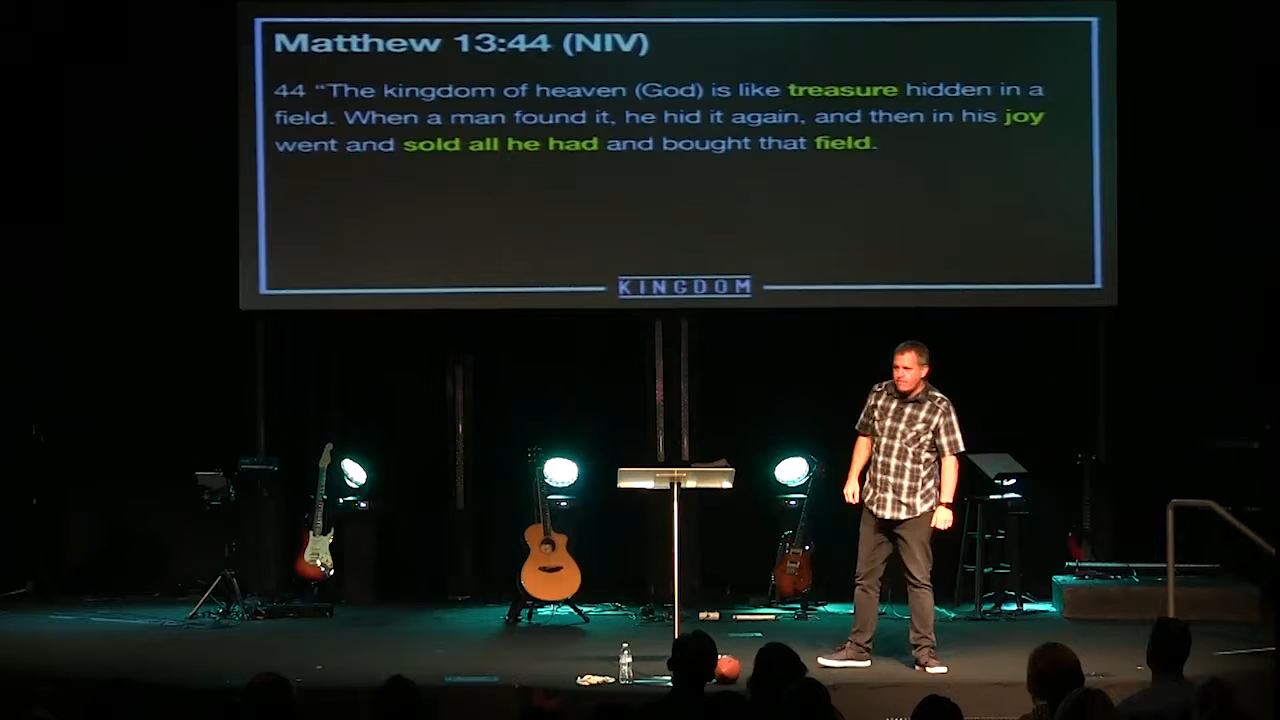 Matthew 13:44 (NIV)
44 “The kingdom of heaven (God) is like treasure hidden in a
field. When a man found it, he hid it again, and then in his joy
went and sold all he had and bought that field.
KINGDOM